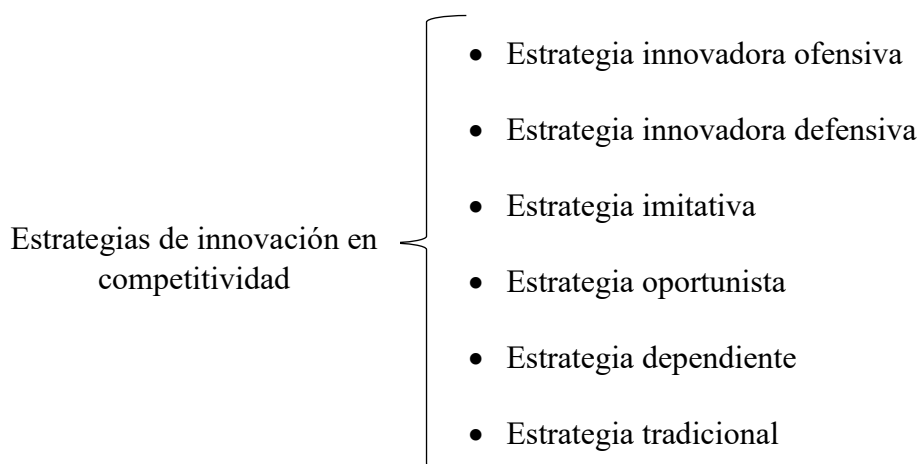 • Estrategia innovadora ofensiva
• Estrategia innovadora defensiva
• Estrategia imitativa
Estrategias de innovación en
competitividad
• Estrategia oportunista
• Estrategia dependiente
• Estrategia tradicional